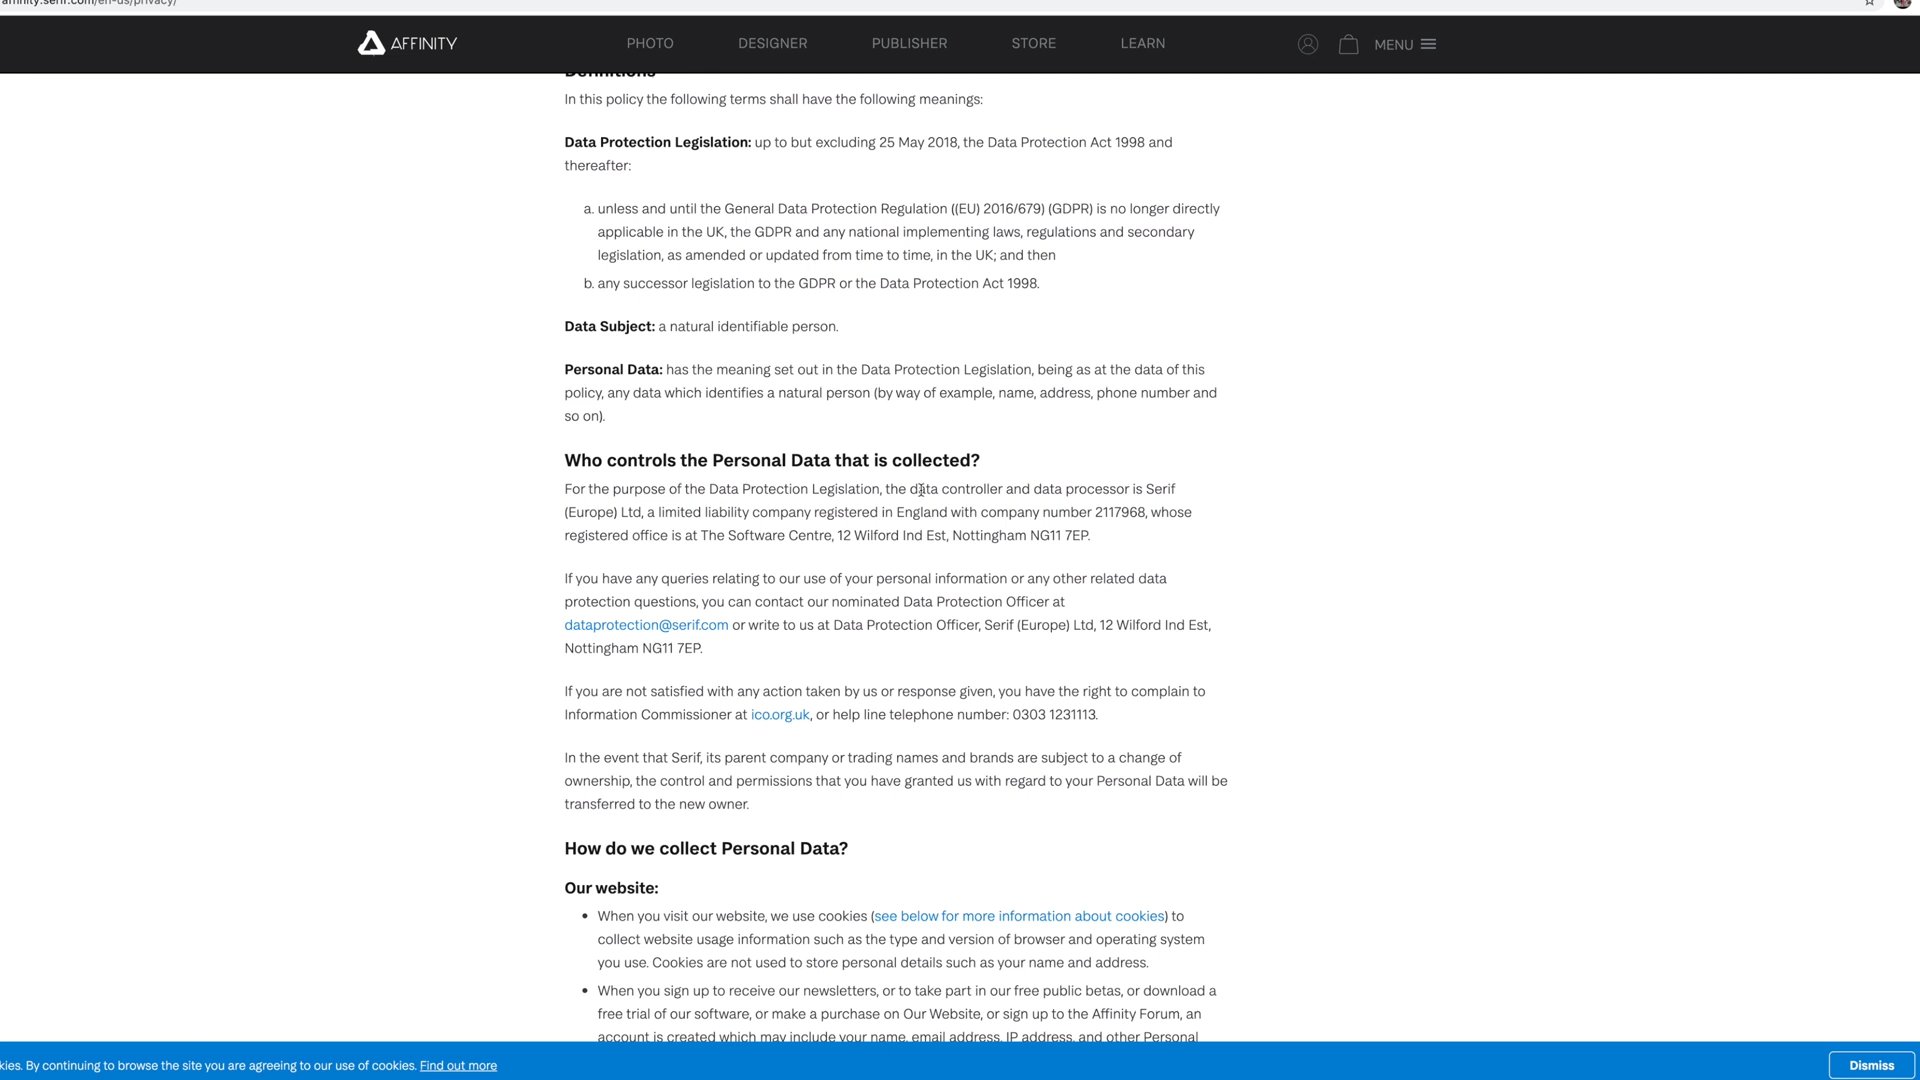 affinity.serif.com/en-us/privacy/
AFFINITY
PHOTO
DESIGNER
PUBLISHER
STORE
LEARN
MENU
Definitions
In this policy the following terms shall have the following meanings:
Data Protection Legislation: up to but excluding 25 May 2018, the Data Protection Act 1998 and
thereafter:
a. unless and until the General Data Protection Regulation ((EU) 2016/679) (GDPR) is no longer directly
applicable in the UK, the GDPR and any national implementing laws, regulations and secondary
legislation, as amended or updated from time to time, in the UK; and then
b. any successor legislation to the GDPR or the Data Protection Act 1998.
Data Subject: a natural identifiable person.
Personal Data: has the meaning set out in the Data Protection Legislation, being as at the data of this
policy, any data which identifies a natural person (by way of example, name, address, phone number and
so on).
Who controls the Personal Data that is collected?
For the purpose of the Data Protection Legislation, the data controller and data processor is Serif
(Europe) Ltd, a limited liability company registered in England with company number 2117968, whose
registered office is at The Software Centre, 12 Wilford Ind Est, Nottingham NG11 7EP.
If you have any queries relating to our use of your personal information or any other related data
protection questions, you can contact our nominated Data Protection Officer at
dataprotection@serif.com or write to us at Data Protection Officer, Serif (Europe) Ltd, 12 Wilford Ind Est,
Nottingham NG11 7EP.
If you are not satisfied with any action taken by us or response given, you have the right to complain to
Information Commissioner at ico.org.uk, or help line telephone number: 0303 1231113.
In the event that Serif, its parent company or trading names and brands are subject to a change of
ownership, the control and permissions that you have granted us with regard to your Personal Data will be
transferred to the new owner.
How do we collect Personal Data?
Our website:
• When you visit our website, we use cookies (see below for more information about cookies) to
collect website usage information such as the type and version of browser and operating system
you use. Cookies are not used to store personal details such as your name and address.
• When you sign up to receive our newsletters, or to take part in our free public betas, or download a
free trial of our software, or make a purchase on Our Website, or sign up to the Affinity Forum, an
account is created which may include your name, email address, IP address, and other Personal
kies. By continuing to browse the site you are agreeing to our use of cookies. Find out more
Dismiss